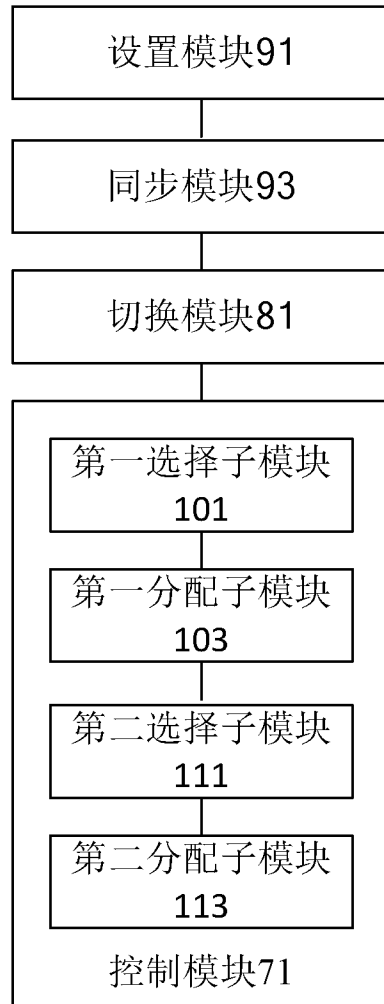 设置模块91
同步模块93
切换模块81
第一选择子模块
101
第一分配子模块
103
第二选择子模块
111
第二分配子模块
113
控制模块71